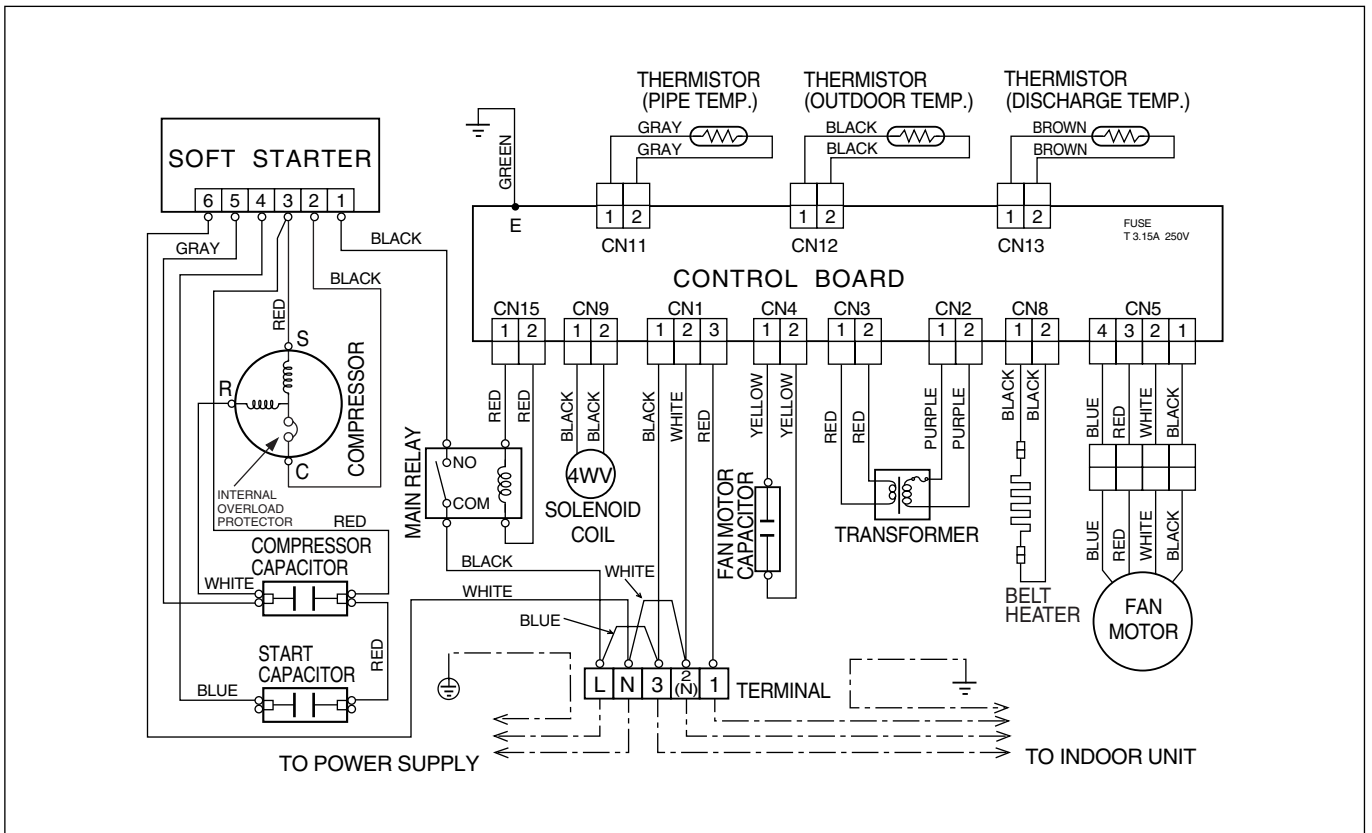 THERMISTOR
(PIPE TEMP.)
THERMISTOR
(OUTDOOR TEMP.)
THERMISTOR
(DISCHARGE TEMP.)
GRAY
GRAY
BLACK
BLACK
BROWN
BROWN
GREEN
SOFT STARTER
6 5 4 3 2 1
E
1 2
CN11
1 2
CN12
1 2
CN13
FUSE
T 3.15A 250V
CONTROL BOARD
GRAY
BLACK
BLACK
RED
CN15
1 2
CN9
1 2
CN1
1 2 3
CN4
1 2
CN3
1 2
CN2
1 2
CN8
1 2
CN5
4 3 2 1
S
R
C
COMPRESSOR
INTERNAL
OVERLOAD
PROTECTOR
RED
RED
BLACK
BLACK
BLACK
WHITE
RED
YELLOW
YELLOW
RED
RED
PURPLE
PURPLE
BLACK
BLACK
BLUE
RED
WHITE
BLACK
MAIN RELAY
NO
COM
4WV
SOLENOID
COIL
FAN MOTOR
CAPACITOR
TRANSFORMER
BELT
HEATER
BLUE
RED
WHITE
BLACK
FAN
MOTOR
RED
COMPRESSOR
CAPACITOR
WHITE
BLACK
WHITE
WHITE
BLUE
START
CAPACITOR
RED
BLUE
L N 3 2(N) 1
TERMINAL
TO POWER SUPPLY
TO INDOOR UNIT